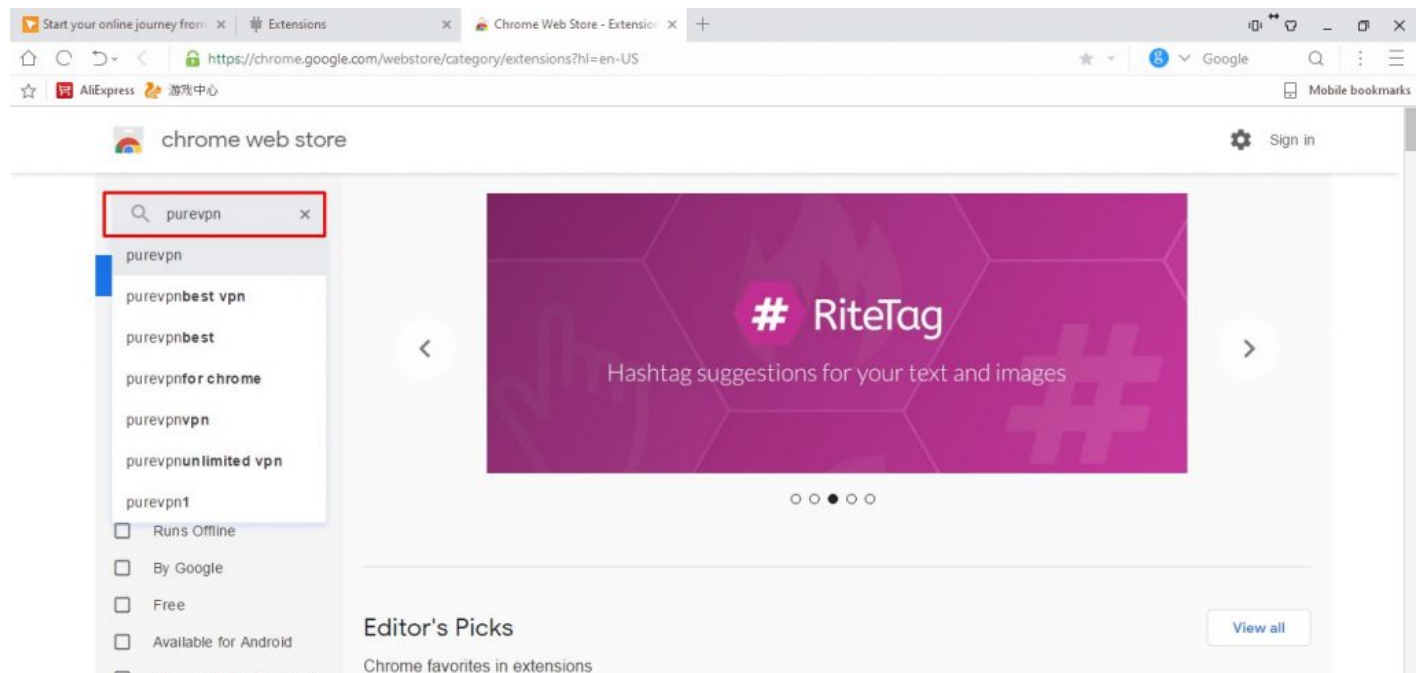 Start your online journey from
Extensions
Chrome Web Store - Extension
https://chrome.google.com/webstore/category/extensions?hl=en-US
Google
AliExpress
游戏中心
Mobile bookmarks
chrome web store
Sign in
purevpn
purevpn
purevpnbest vpn
purevpnbest
purevpnfor chrome
purevpnvpn
purevpnunlimited vpn
purevpn1
Runs Offline
By Google
Free
Available for Android
# RiteTag
Hashtag suggestions for your text and images
Editor's Picks
View all
Chrome favorites in extensions